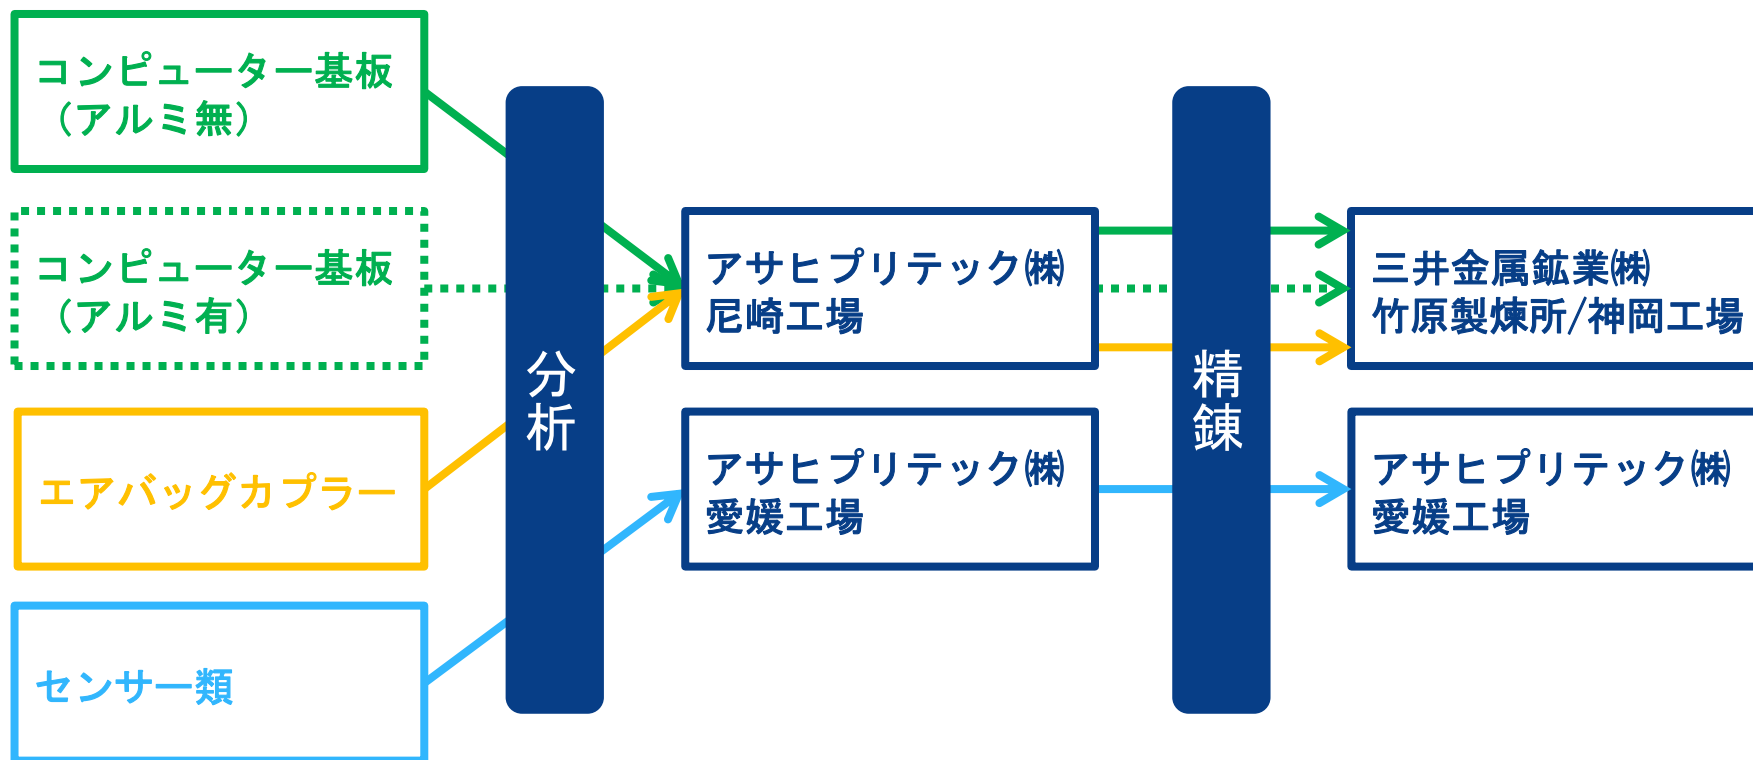 コンピューター基板
（アルミ無）
コンピューター基板
（アルミ有）
エアバッグカプラー
センサー類
分析
アサヒプリテック㈱
尼崎工場
アサヒプリテック㈱
愛媛工場
精錬
三井金属鉱業㈱
竹原製煉所/神岡工場
アサヒプリテック㈱
愛媛工場